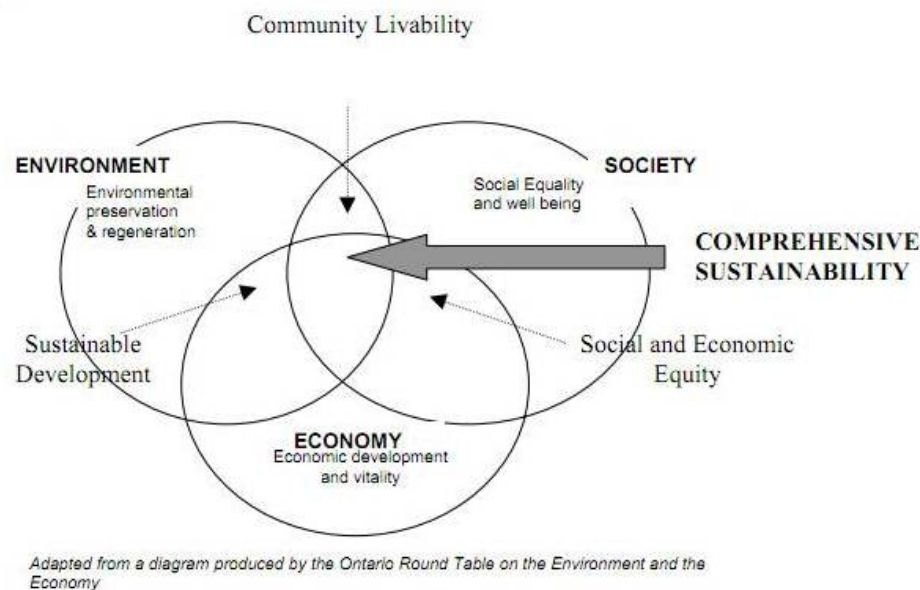 Community Livability
ENVIRONMENT
Environmental
preservation
& regeneration
SOCIETY
Social Equality
and well being
COMPREHENSIVE
SUSTAINABILITY
Sustainable
Development
Social and Economic
Equity
ECONOMY
Economic development
and vitality
Adapted from a diagram produced by the Ontario Round Table on the Environment and the
Economy